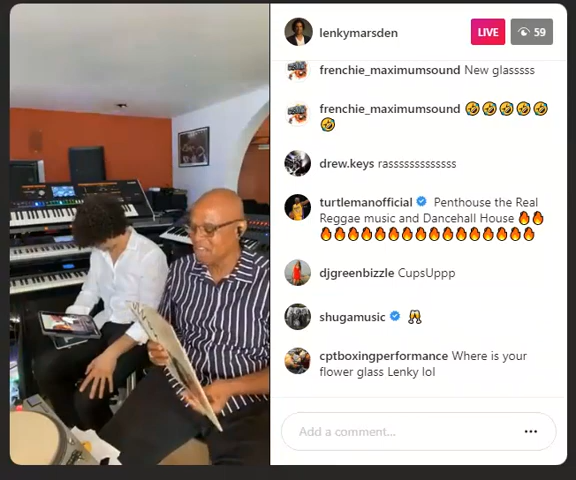 lenkymarsden
LIVE
59
frenchie_maximumsound New glasssss
frenchie_maximumsound 🤣🤣🤣🤣🤣
🤣
drew.keys rasssssssssssss
turtlemanofficial Penthouse the Real
Reggae music and Dancehall House 🔥🔥
🔥🔥🔥🔥🔥🔥🔥🔥🔥🔥🔥🔥🔥🔥🔥🔥
djgreenbizzle CupsUppp
shugamusic 🥂
cptboxingperformance Where is your
flower glass Lenky lol
Add a comment...